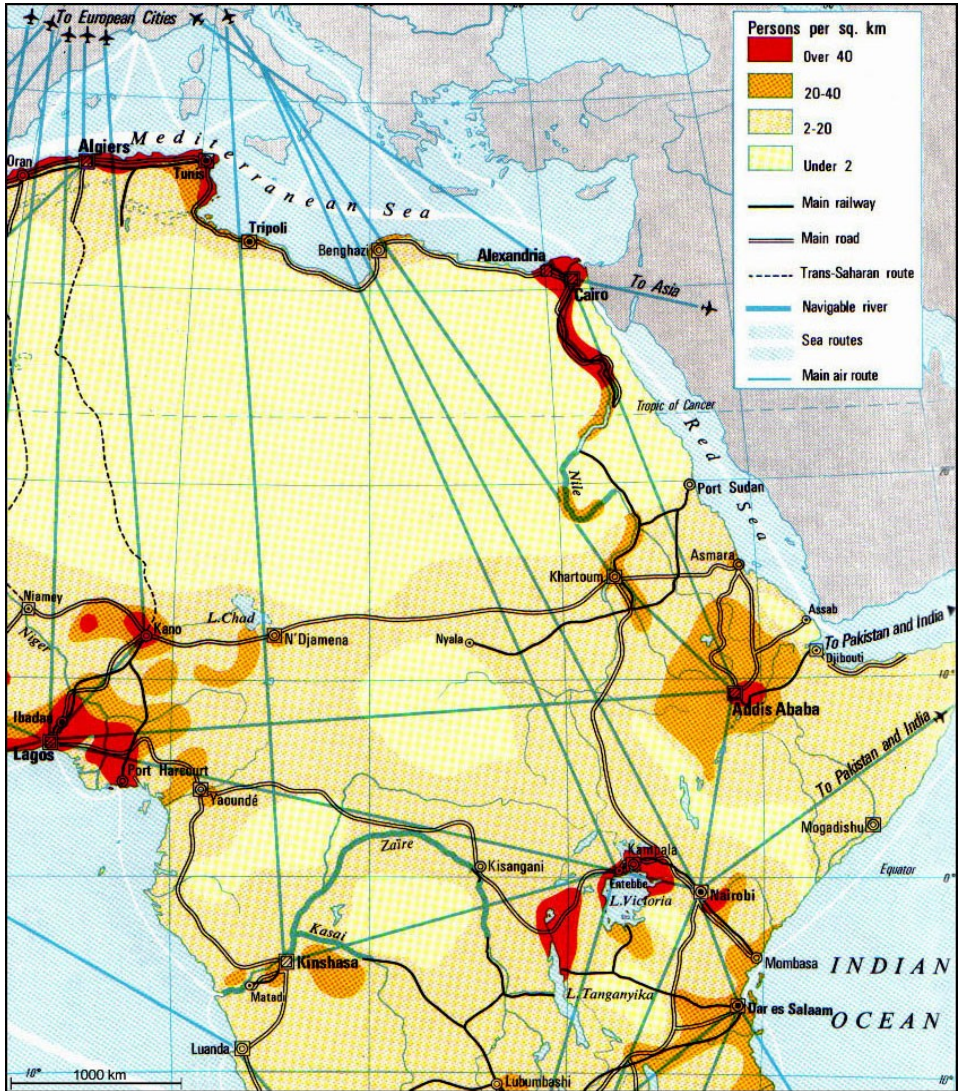 To European Cities
Persons per sq. km
Over 40
20-40
2-20
Under 2
Main railway
Main road
Trans-Saharan route
Navigable river
Sea routes
Main air route
Mediterranean Sea
Oran
Algiers
Tunis
Tripoli
Benghazi
Alexandria
Cairo
To Asia
Tropic of Cancer
Red Sea
Nile
Port Sudan
20°
Asmara
Khartoum
Niamey
Kano
L.Chad
N'Djamena
Nyala
Assab
To Pakistan and India
Djibouti
Niger
10°
Ibadan
Lagos
Addis Ababa
Port Harcourt
Yaoundé
To Pakistan and India
Mogadishu
Zaïre
Kisangani
Kampala
Entebbe
L.Victoria
Equator
0°
Nairobi
Kasai
Kinshasa
Matadi
Mombasa
INDIAN
OCEAN
L.Tanganyika
Dar es Salaam
Luanda
Lubumbashi
10°
1000 km
10°